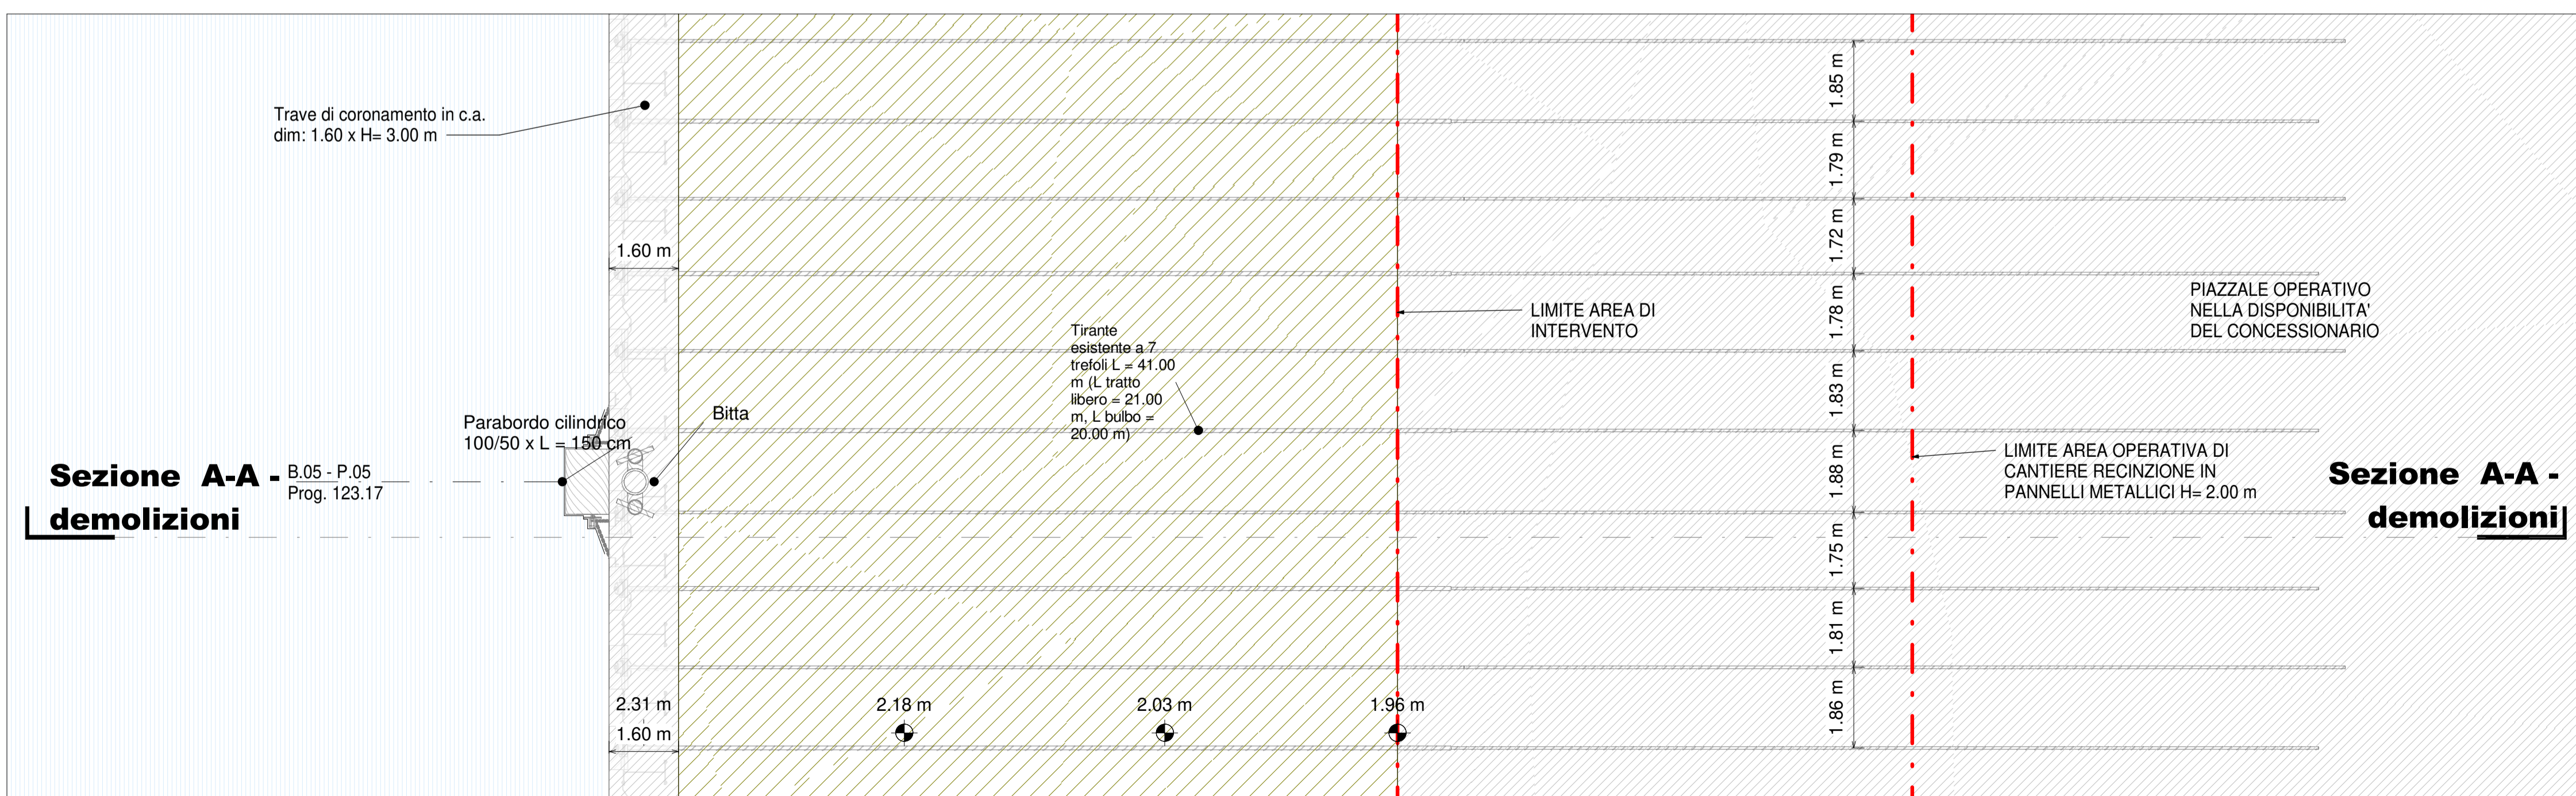 Trave di coronamento in c.a.
dim: 1.60 x H= 3.00 m
1.60 m
Tirante
esistente a 7
trefoli L = 41.00
m (L tratto
libero = 21.00
m, L bulbo =
20.00 m)
LIMITE AREA DI
INTERVENTO
PIAZZALE OPERATIVO
NELLA DISPONIBILITA'
DEL CONCESSIONARIO
Parabordo cilindrico
100/50 x L = 150 cm
Bitta
LIMITE AREA OPERATIVA DI
CANTIERE RECINZIONE IN
PANNELLI METALLICI H= 2.00 m
Sezione A-A -
demolizioni
B.05 - P.05
Prog. 123.17
Sezione A-A -
demolizioni
1.85 m
1.79 m
1.72 m
1.78 m
1.83 m
1.88 m
1.75 m
1.81 m
1.86 m
2.31 m
1.60 m
2.18 m
2.03 m
1.96 m